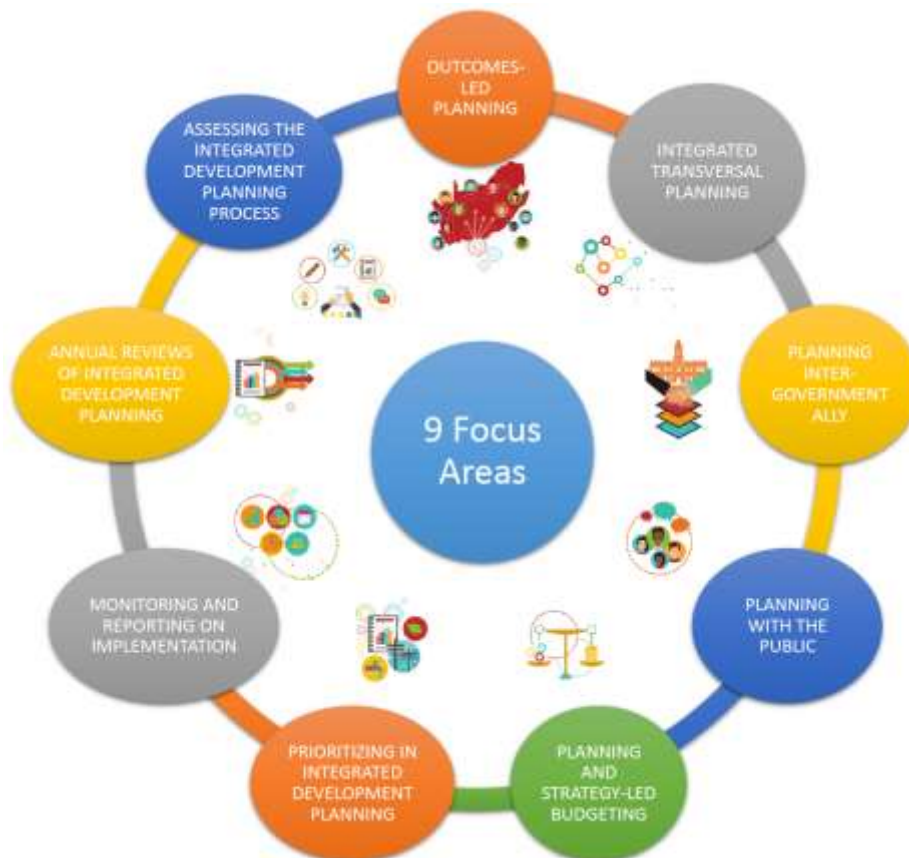 OUTCOMES-
LED
PLANNING
INTEGRATED
TRANSVERSAL
PLANNING
PLANNING
INTER-
GOVERNMENT
ALLY
PLANNING
WITH THE
PUBLIC
PLANNING
AND
STRATEGY-LED
BUDGETING
PRIORITIZING IN
INTEGRATED
DEVELOPMENT
PLANNING
MONITORING AND
REPORTING ON
IMPLEMENTATION
ANNUAL REVIEWS
OF INTEGRATED
DEVELOPMENT
PLANNING
ASSESSING THE
INTEGRATED
DEVELOPMENT
PLANNING
PROCESS
9 Focus
Areas